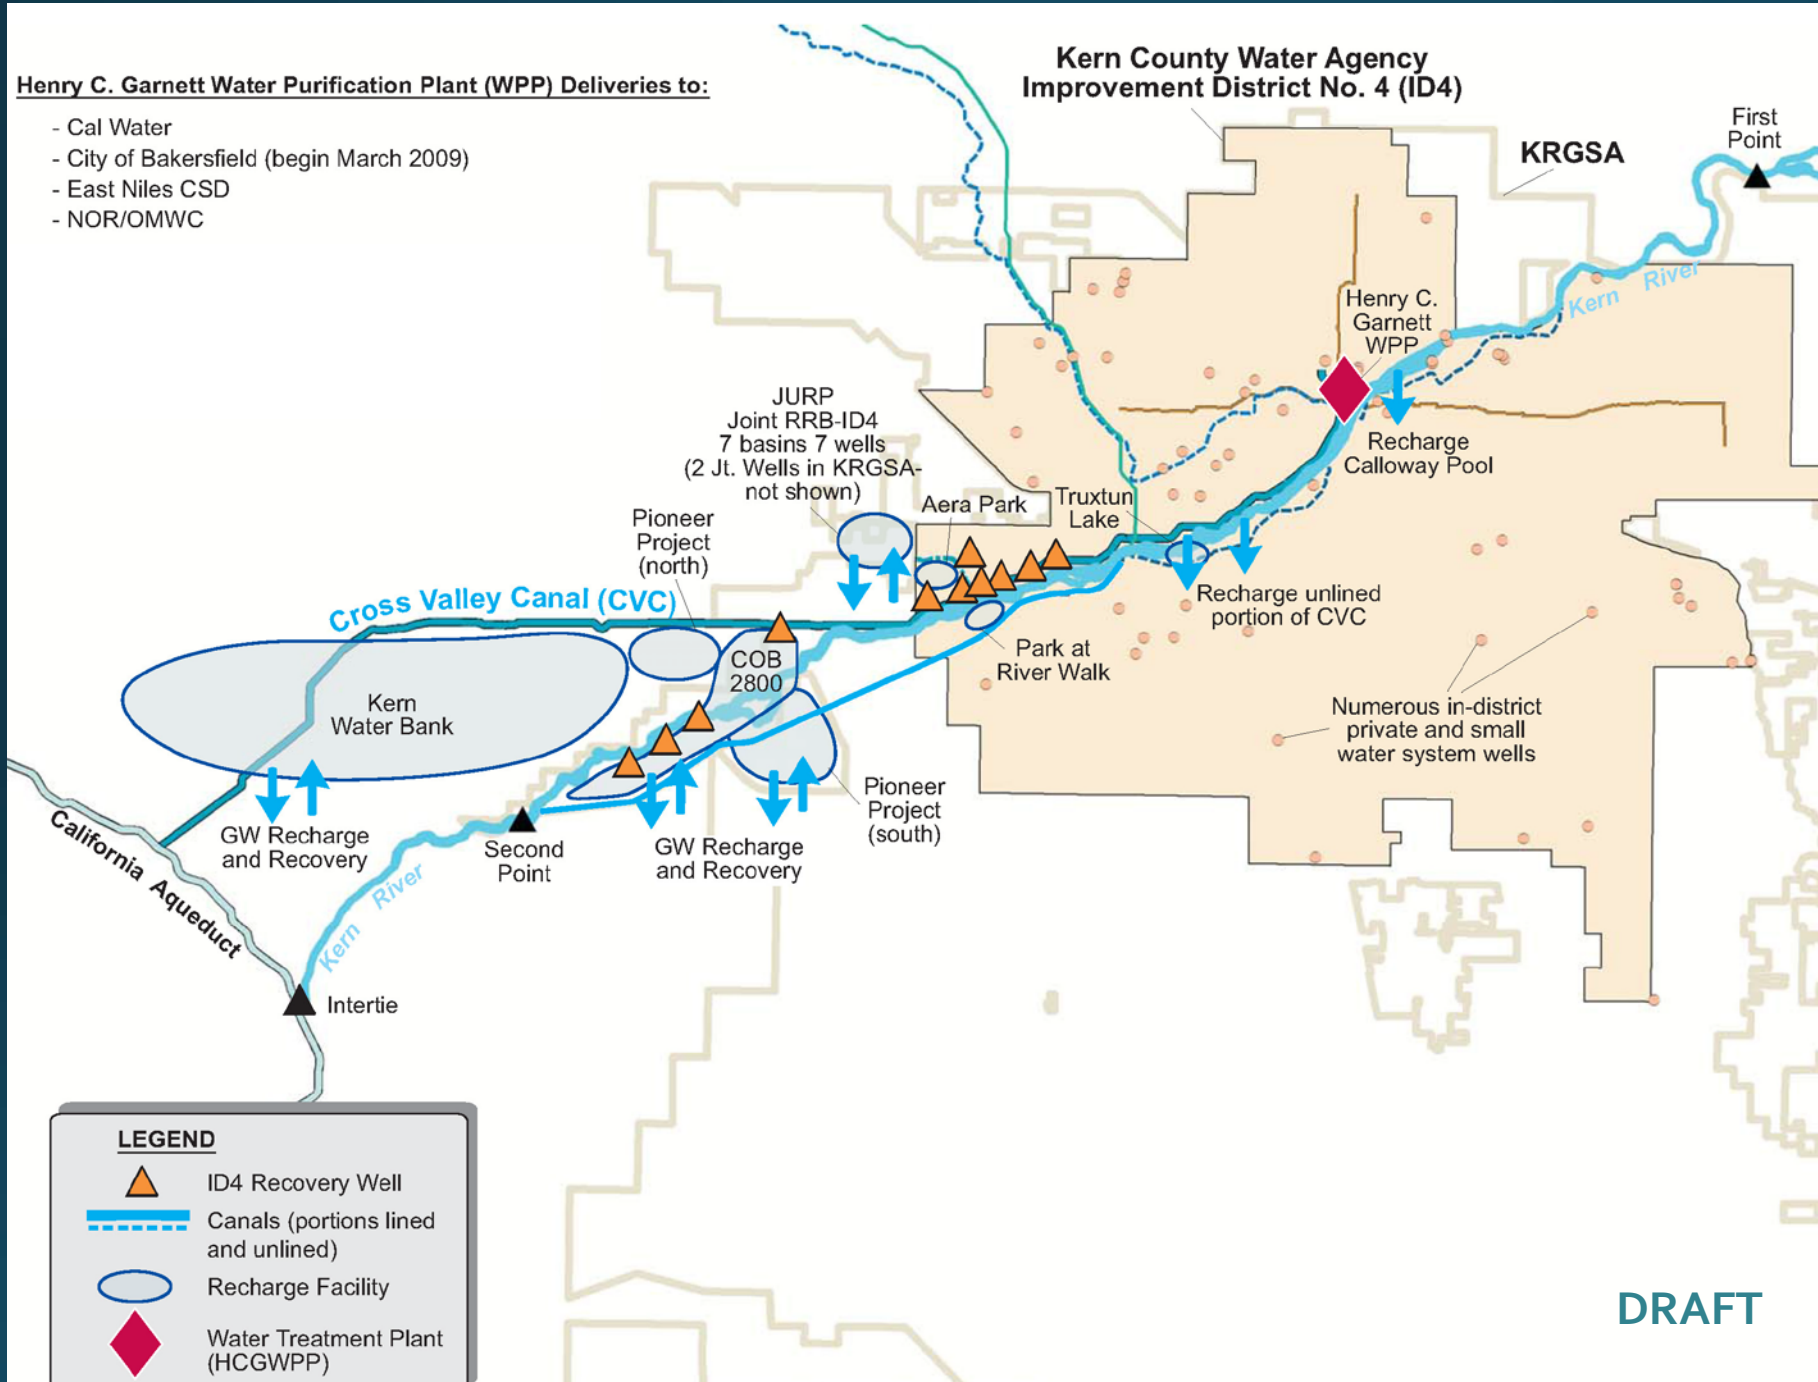 Henry C. Garnett Water Purification Plant (WPP) Deliveries to:
- Cal Water
- City of Bakersfield (begin March 2009)
- East Niles CSD
- NOR/OMWC
Kern County Water Agency
Improvement District No. 4 (ID4)
KRGSA
First
Point
Kern River
Henry C.
Garnett
WPP
Recharge
Calloway Pool
JURP
Joint RRB-ID4
7 basins 7 wells
(2 Jt. Wells in KRGSA-
not shown)
Aera Park
Truxtun
Lake
Pioneer
Project
(north)
Cross Valley Canal (CVC)
Recharge unlined
portion of CVC
Park at
River Walk
COB
2800
Kern
Water Bank
Numerous in-district
private and small
water system wells
Pioneer
Project
(south)
GW Recharge
and Recovery
Second
Point
GW Recharge
and Recovery
California Aqueduct
Kern River
Intertie
LEGEND
ID4 Recovery Well
Canals (portions lined
and unlined)
Recharge Facility
Water Treatment Plant
(HCGWPP)
DRAFT